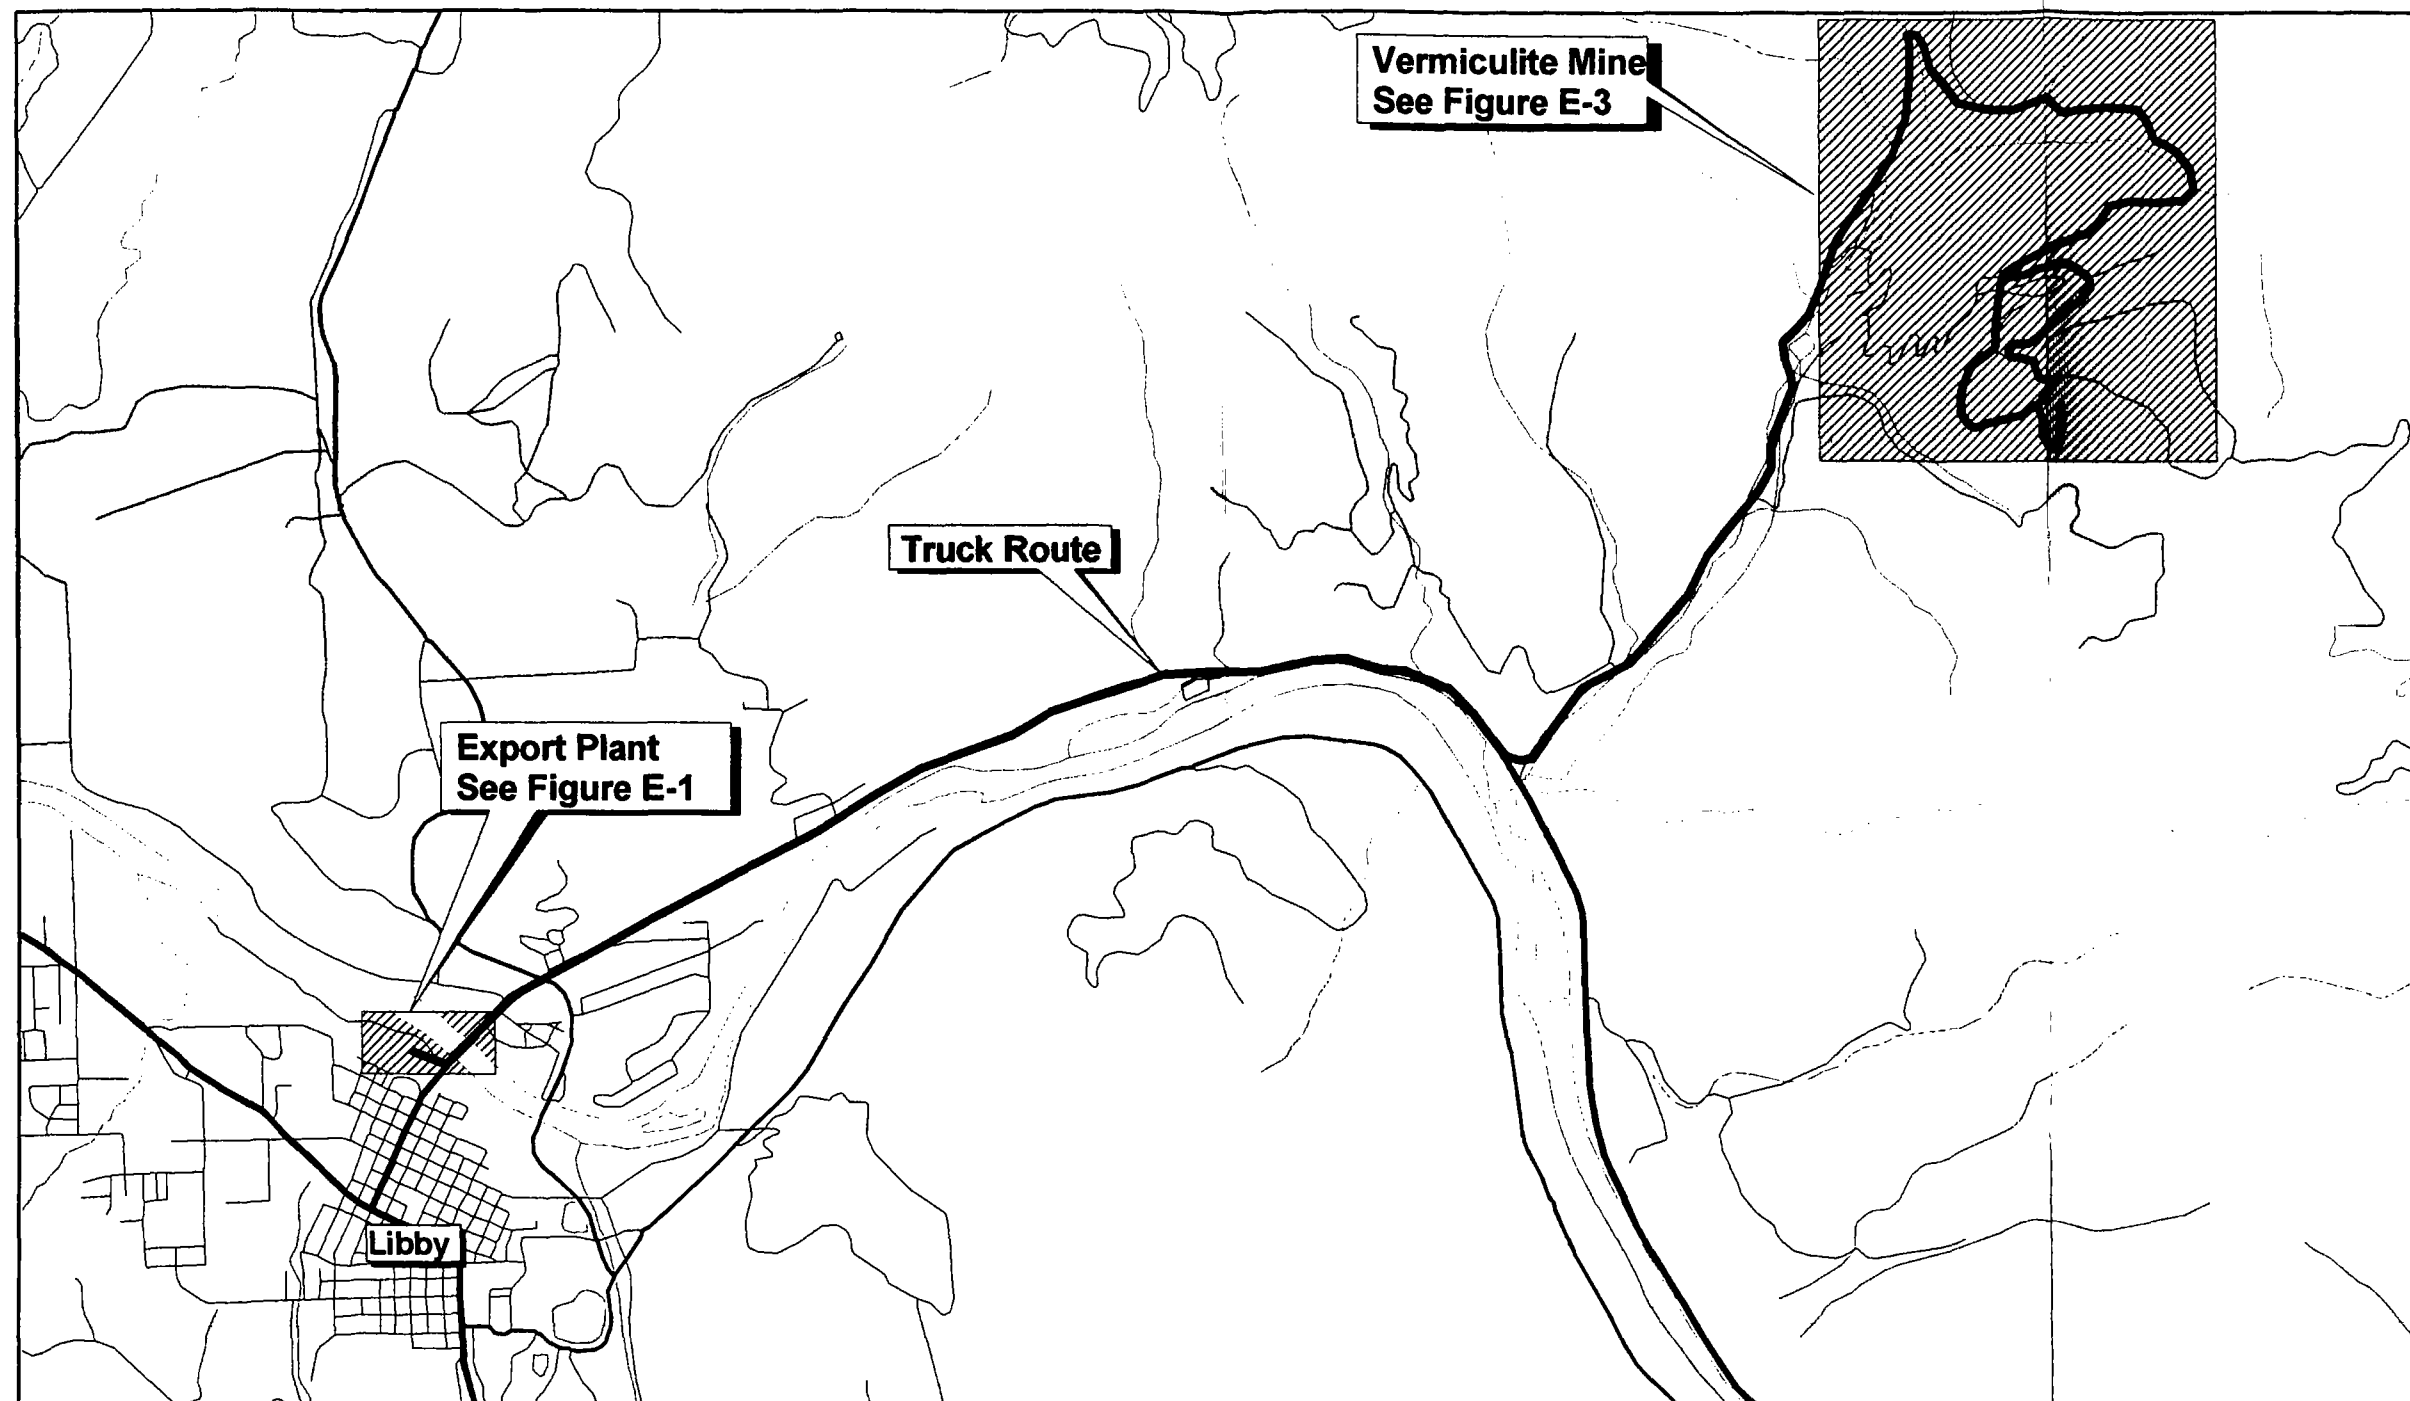 Vermiculite Mine
See Figure E-3
Truck Route
Export Plant
See Figure E-1
Libby